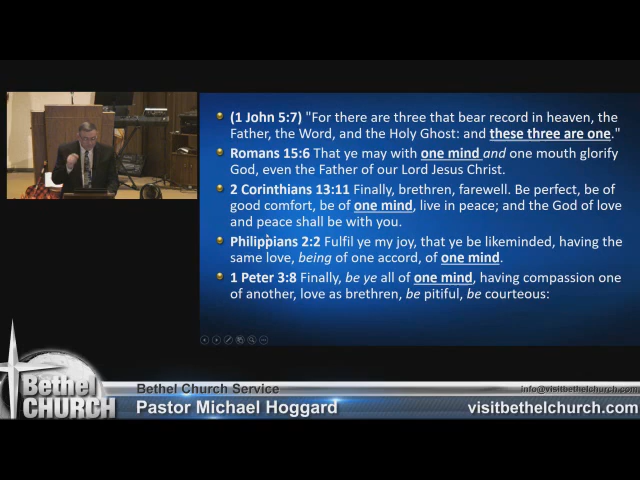 (1 John 5:7) "For there are three that bear record in heaven, the
Father, the Word, and the Holy Ghost: and these three are one."
Romans 15:6 That ye may with one mind and one mouth glorify
God, even the Father of our Lord Jesus Christ.
2 Corinthians 13:11 Finally, brethren, farewell. Be perfect, be of
good comfort, be of one mind, live in peace; and the God of love
and peace shall be with you.
Philippians 2:2 Fulfil ye my joy, that ye be likeminded, having the
same love, being of one accord, of one mind.
1 Peter 3:8 Finally, be ye all of one mind, having compassion one
of another, love as brethren, be pitiful, be courteous:
Bethel
CHURCH
Bethel Church Service
info@visitbethelchurch.com
Pastor Michael Hoggard
visitbethelchurch.com